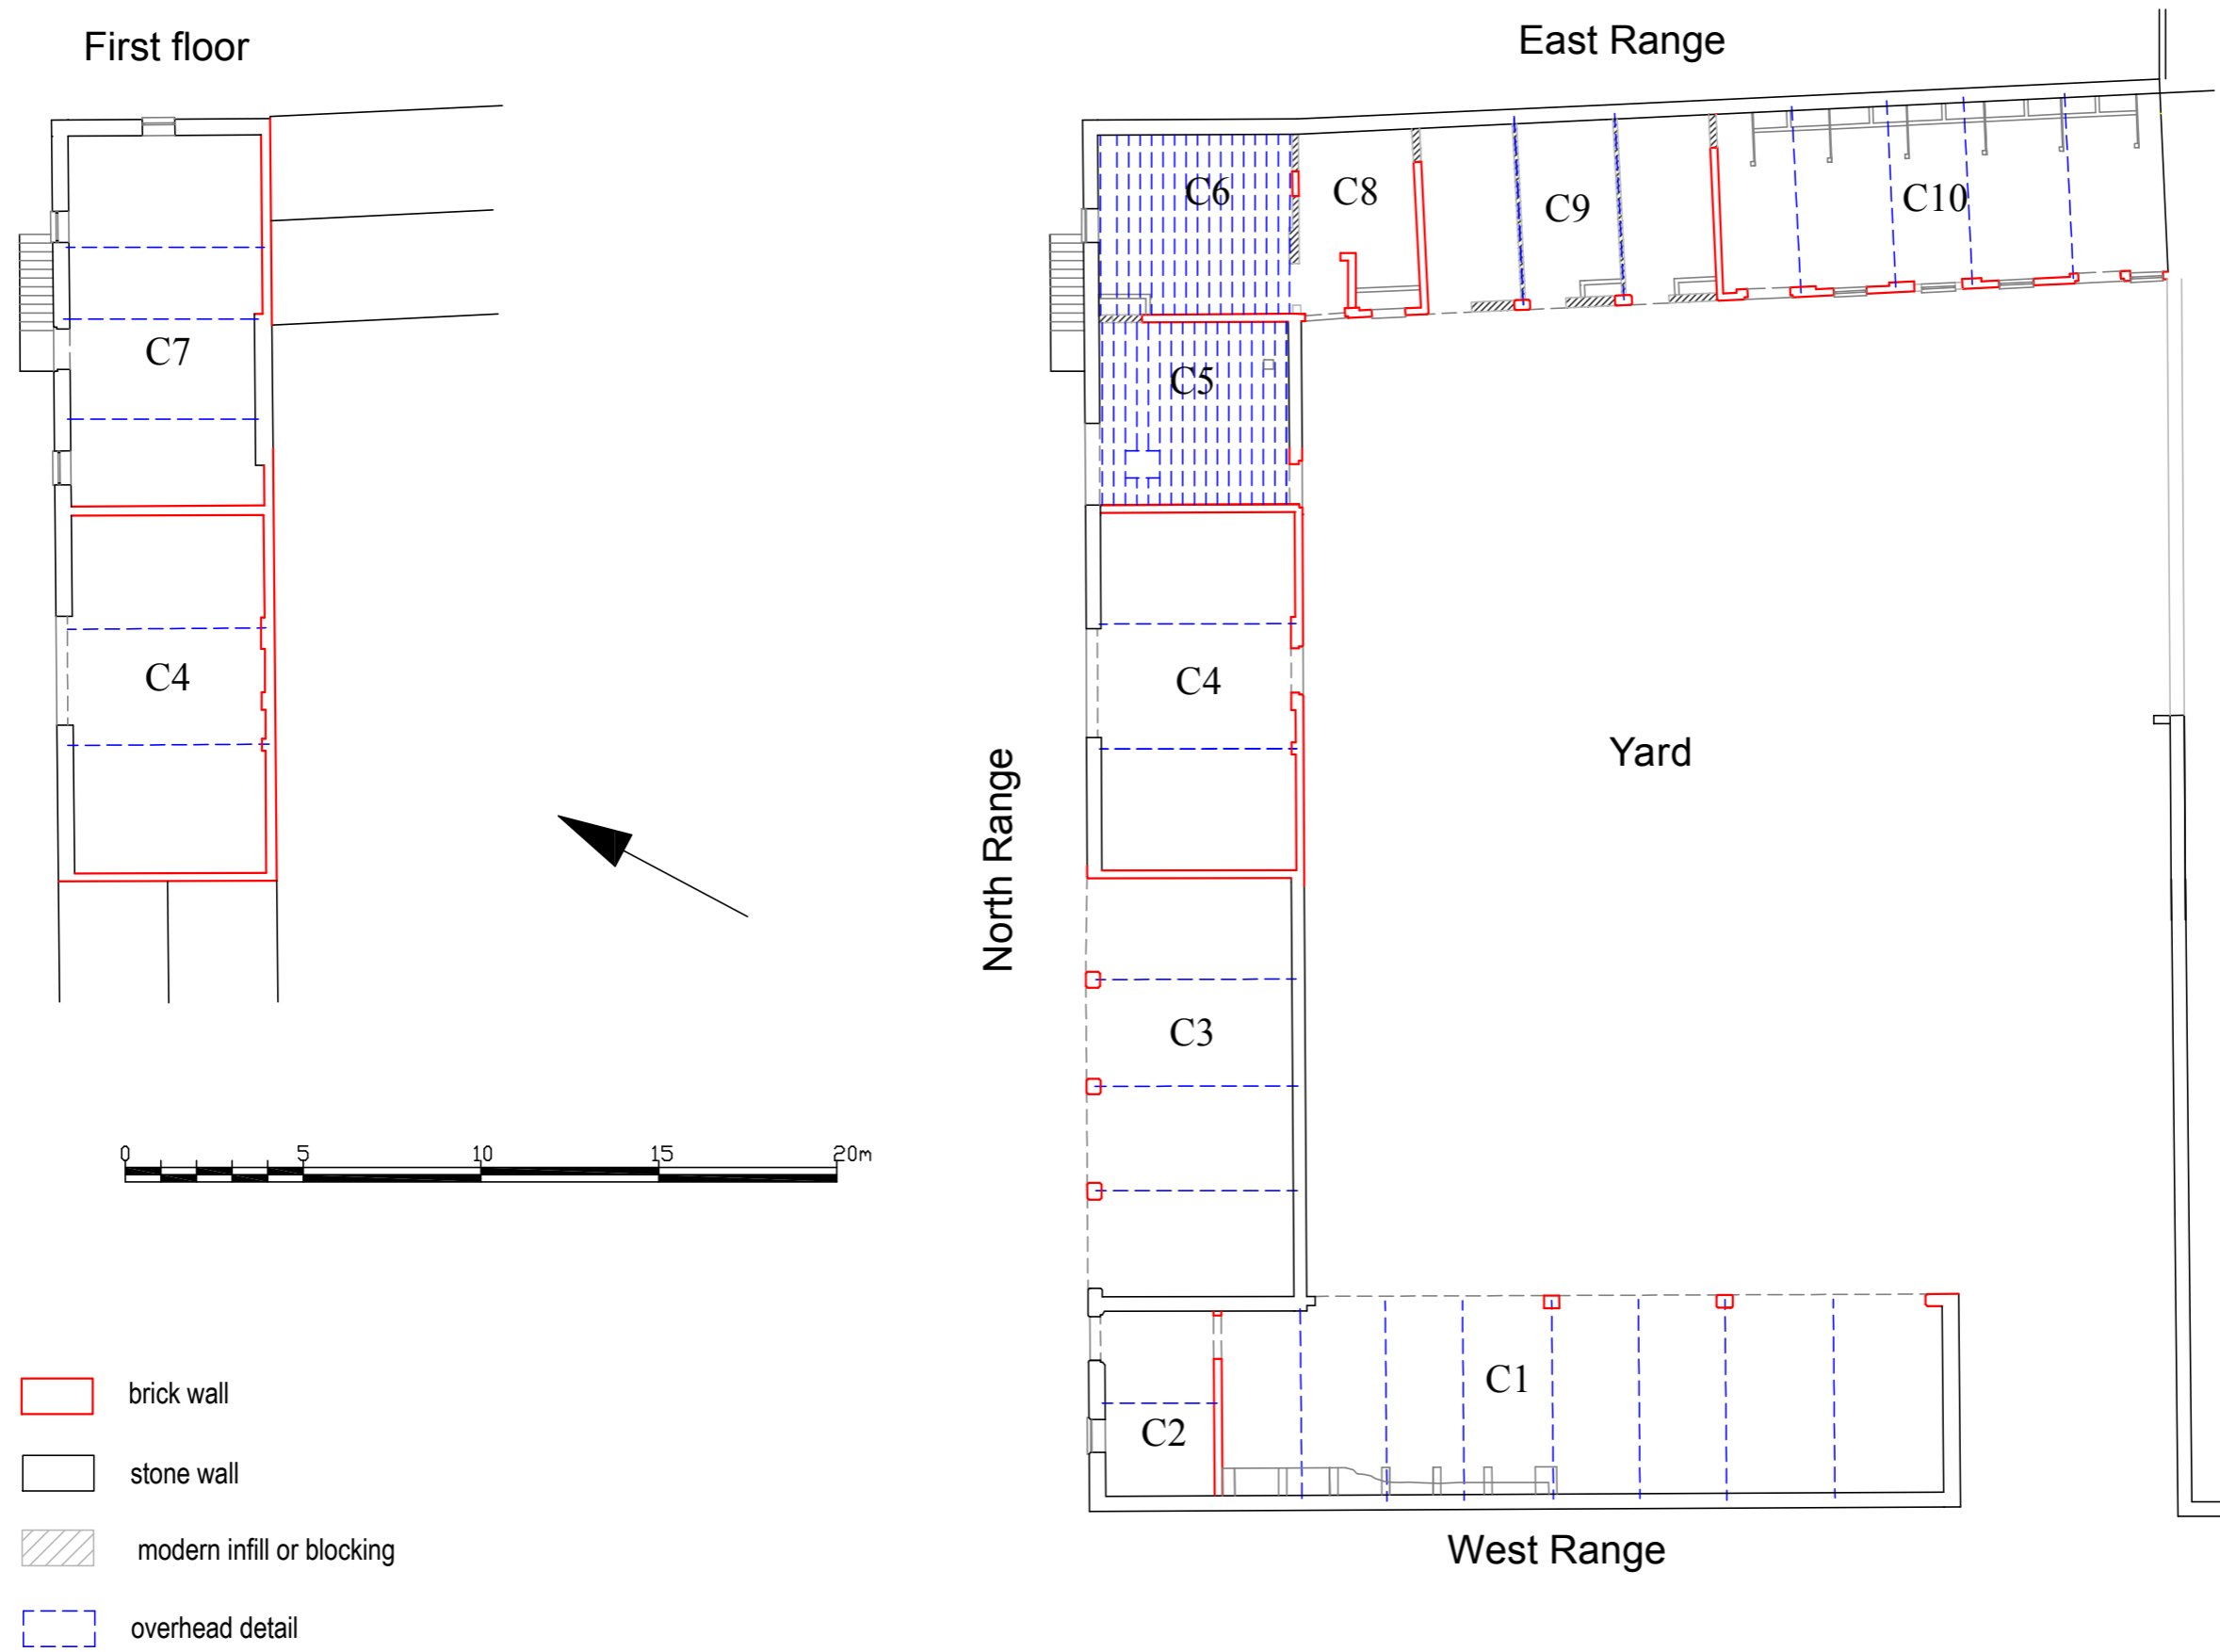 First floor
East Range
C6
C8
C9
C10
C7
C5
C4
C4
Yard
North Range
C3
0 5 10 15 20m
C1
C2
brick wall
stone wall
modern infill or blocking
overhead detail
West Range